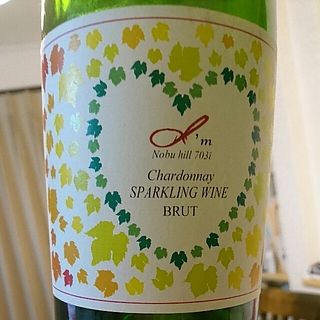 I'm
Nobu hill 703i
Chardonnay
SPARKLING WINE
BRUT